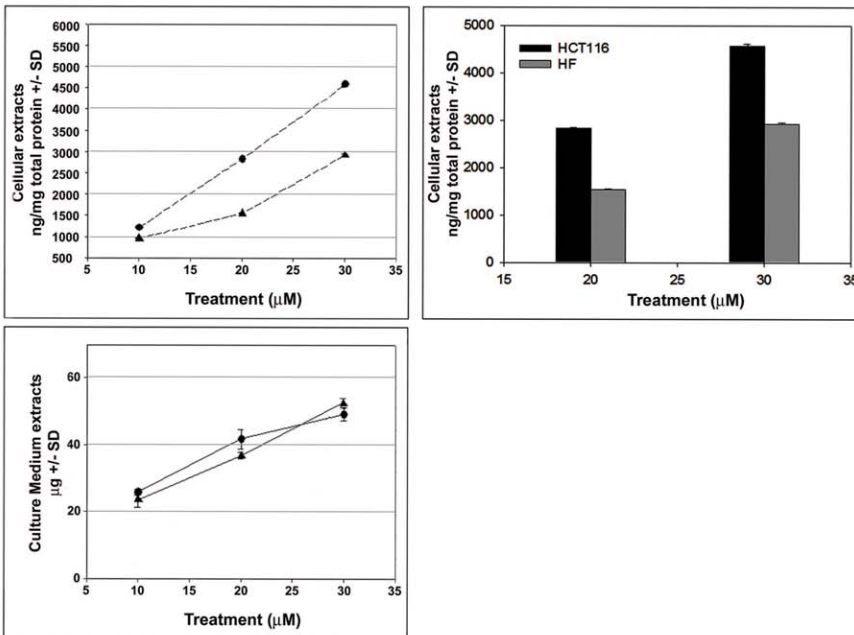 Cellular extracts
ng/mg total protein +/- SD
6000
5500
5000
4500
4000
3500
3000
2500
2000
1500
1000
500
5 10 15 20 25 30 35
Treatment (μM)
Cellular extracts
ng/mg total protein +/- SD
5000
4000
3000
2000
1000
0
HCT116
HF
15 20 25 30 35
Treatment (μM)
Culture Medium extracts
μg +/- SD
60
40
20
0
5 10 15 20 25 30 35
Treatment (μM)